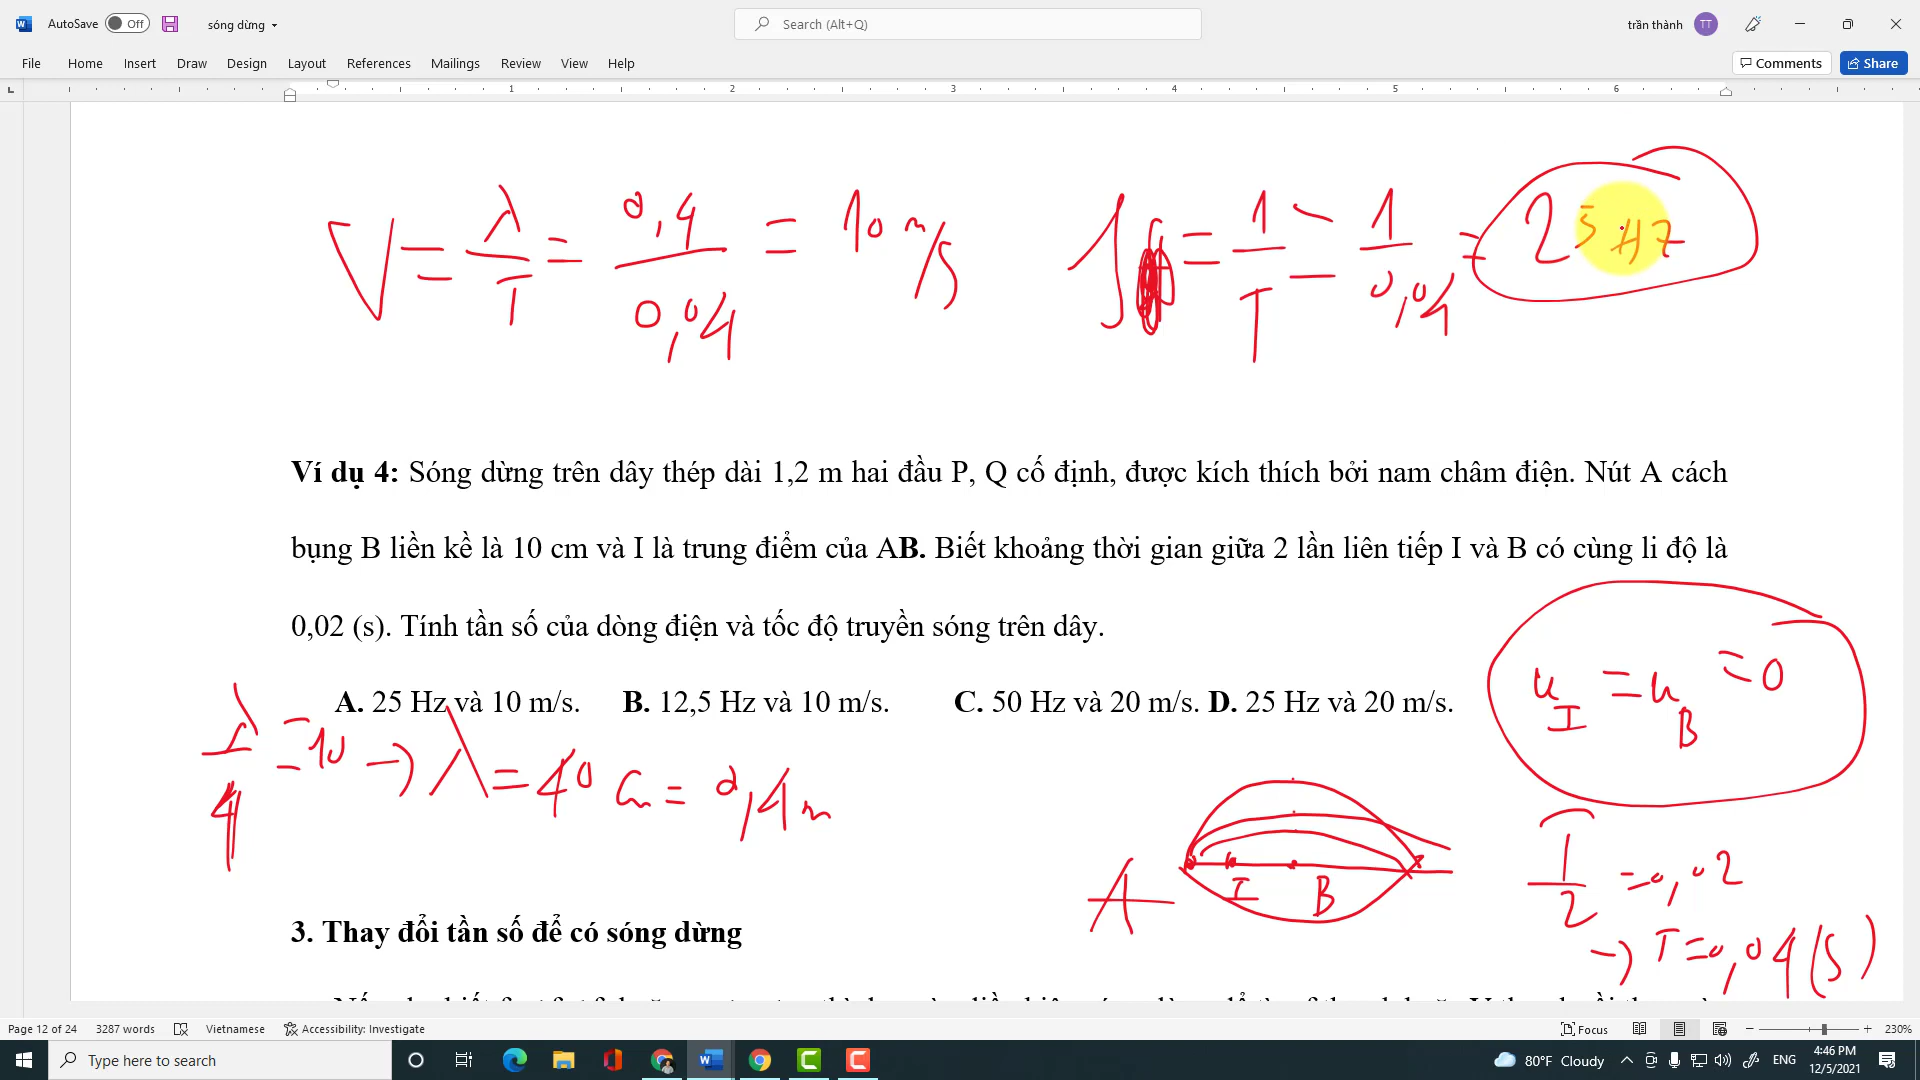 AutoSave Off sóng dừng Search (Alt+Q) trần thành TT
File Home Insert Draw Design Layout References Mailings Review View Help Comments Share
1 2 3 4 5 6
V = λ/T = 0,4/0,04 = 10 m/s
f = 1/T = 1/0,04 = 25 Hz
Ví dụ 4: Sóng dừng trên dây thép dài 1,2 m hai đầu P, Q cố định, được kích thích bởi nam châm điện. Nút A cách
bụng B liền kề là 10 cm và I là trung điểm của AB. Biết khoảng thời gian giữa 2 lần liên tiếp I và B có cùng li độ là
0,02 (s). Tính tần số của dòng điện và tốc độ truyền sóng trên dây.
A. 25 Hz và 10 m/s. B. 12,5 Hz và 10 m/s. C. 50 Hz và 20 m/s. D. 25 Hz và 20 m/s.
u_I = u_B = 0
λ/4 = 10 → λ = 40 cm = 0,4 m
A I B
T/2 = 0,02
→ T = 0,04 (s)
3. Thay đổi tần số để có sóng dừng
Page 12 of 24 3287 words Vietnamese Accessibility: Investigate Focus 230%
Type here to search 80°F Cloudy ENG 4:46 PM
12/5/2021